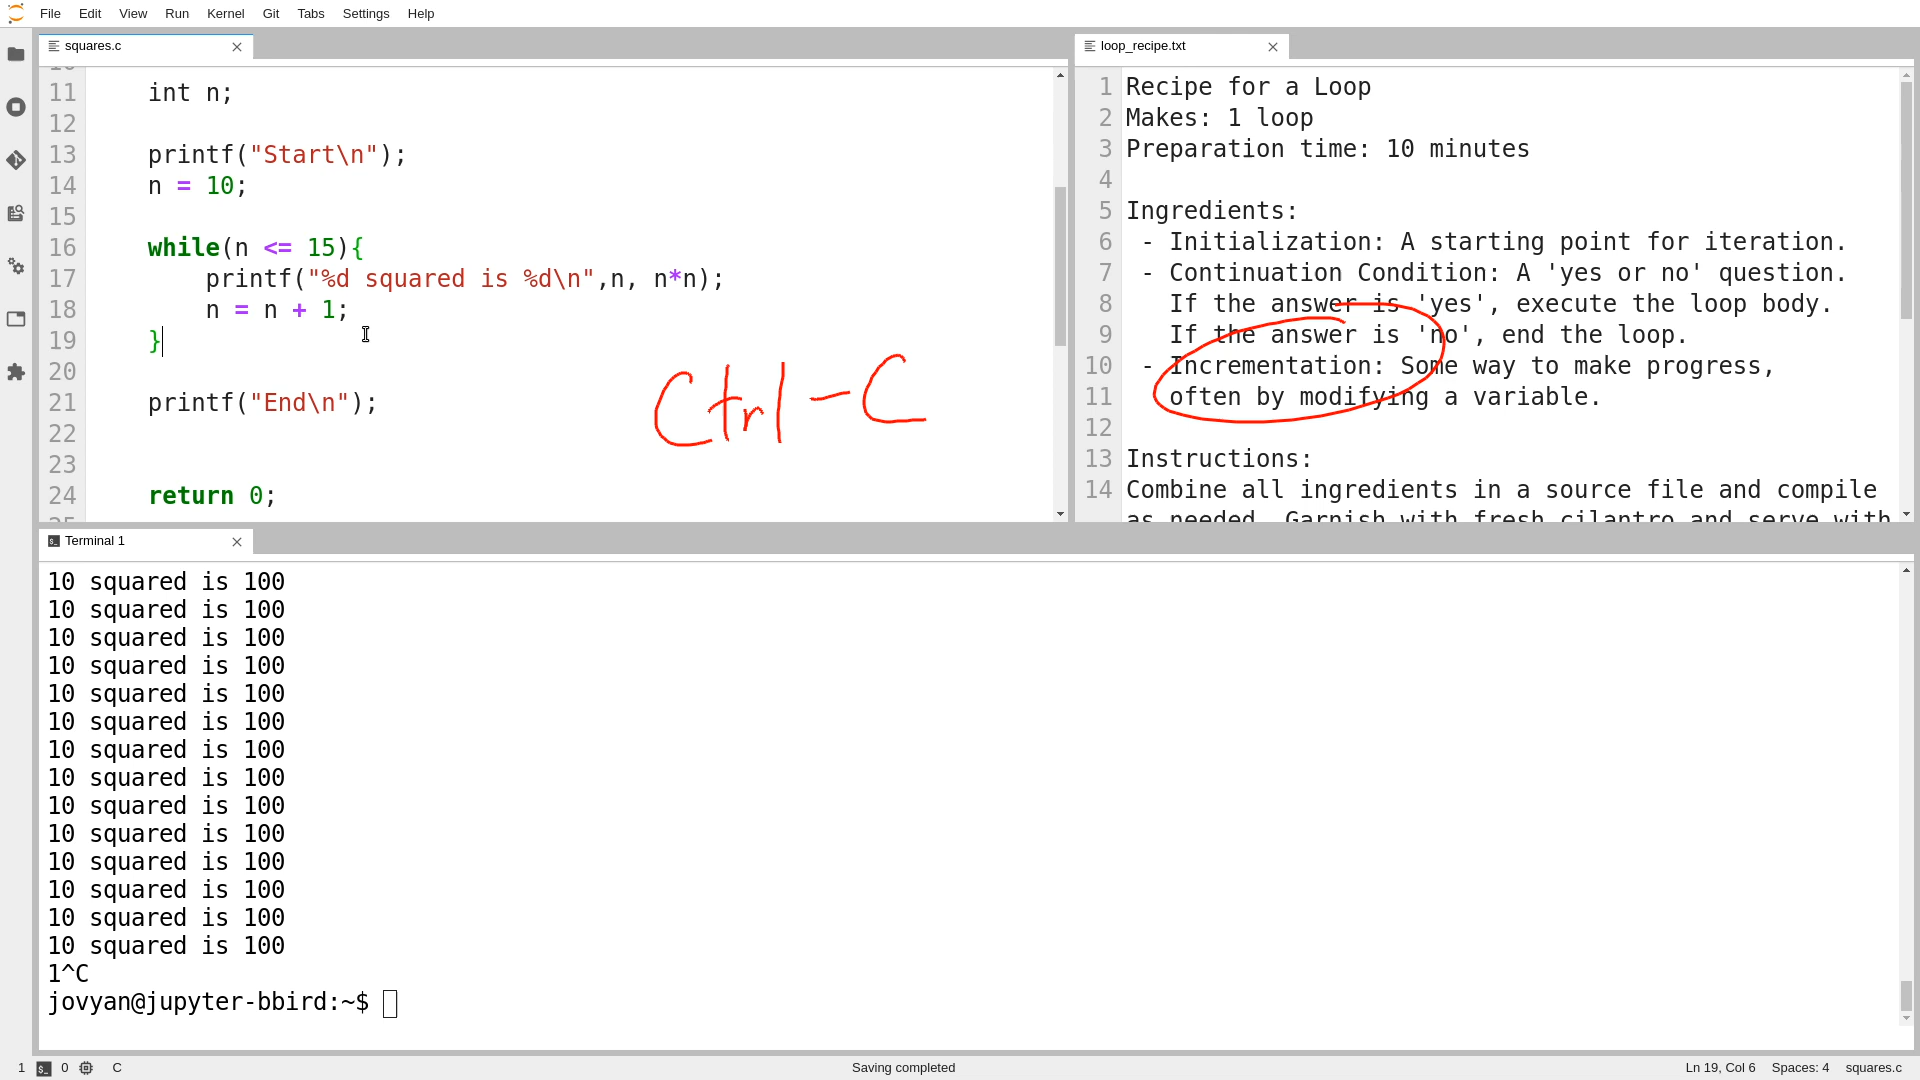 File Edit View Run Kernel Git Tabs Settings Help
squares.c
11 int n;
12
13 printf("Start\n");
14 n = 10;
15
16 while(n <= 15){
17 printf("%d squared is %d\n",n, n*n);
18 n = n + 1;
19 }
20
21 printf("End\n");
22
23
24 return 0;
Ctrl-C
loop_recipe.txt
1 Recipe for a Loop
2 Makes: 1 loop
3 Preparation time: 10 minutes
4
5 Ingredients:
6 - Initialization: A starting point for iteration.
7 - Continuation Condition: A 'yes or no' question.
8 If the answer is 'yes', execute the loop body.
9 If the answer is 'no', end the loop.
10 - Incrementation: Some way to make progress,
11 often by modifying a variable.
12
13 Instructions:
14 Combine all ingredients in a source file and compile
as needed. Garnish with fresh cilantro and serve with
Terminal 1
10 squared is 100
10 squared is 100
10 squared is 100
10 squared is 100
10 squared is 100
10 squared is 100
10 squared is 100
10 squared is 100
10 squared is 100
10 squared is 100
10 squared is 100
10 squared is 100
10 squared is 100
10 squared is 100
1^C
jovyan@jupyter-bbird:~$
1 0 C Saving completed Ln 19, Col 6 Spaces: 4 squares.c